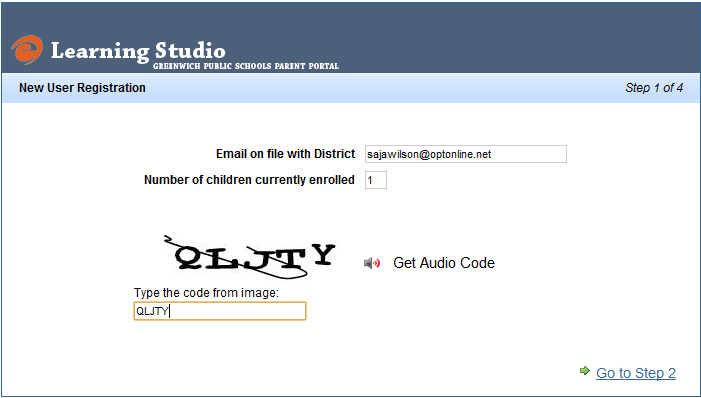 Learning Studio
GREENWICH PUBLIC SCHOOLS PARENT PORTAL
New User Registration Step 1 of 4
Email on file with District sajawilson@optonline.net
Number of children currently enrolled 1
QLJTY
Get Audio Code
Type the code from image:
QLJTY
Go to Step 2